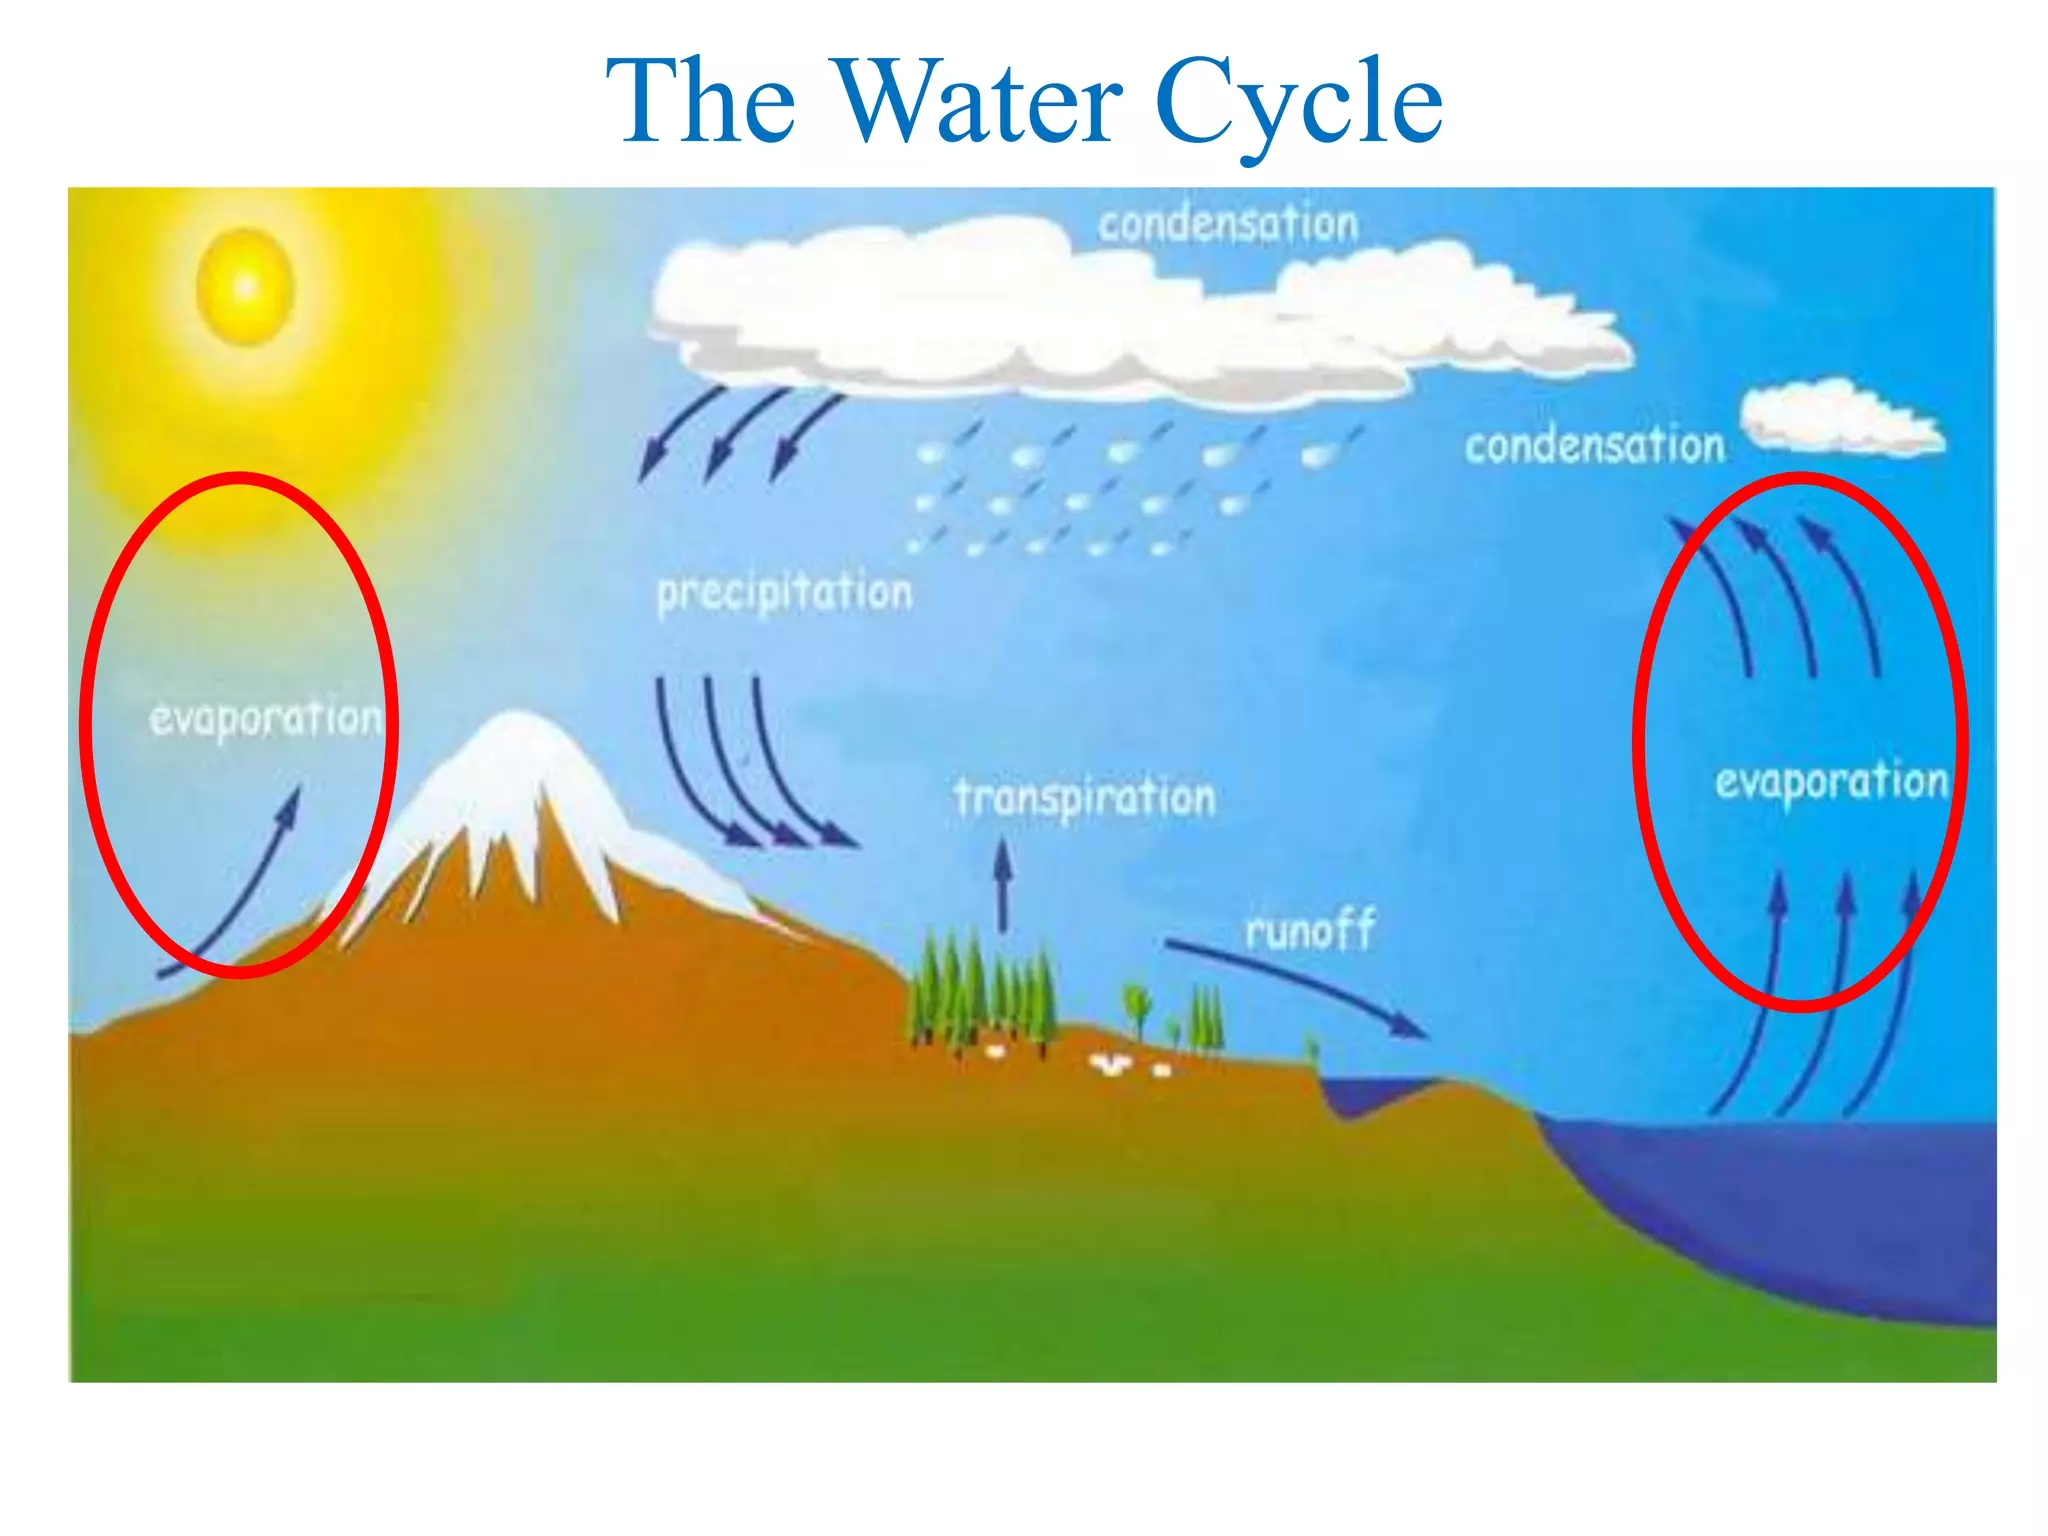 The Water Cycle
condensation
condensation
precipitation
evaporation
transpiration
evaporation
runoff